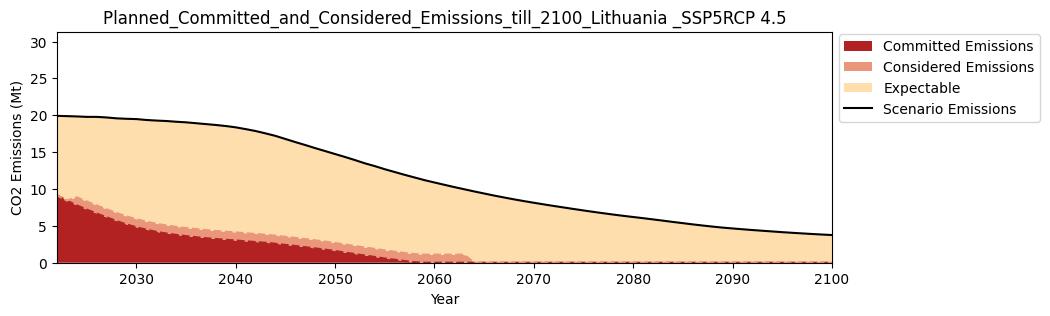 Planned_Committed_and_Considered_Emissions_till_2100_Lithuania _SSP5RCP 4.5
30
25
20
15
10
5
0
CO2 Emissions (Mt)
2030
2040
2050
2060
2070
2080
2090
2100
Year
Committed Emissions
Considered Emissions
Expectable
Scenario Emissions